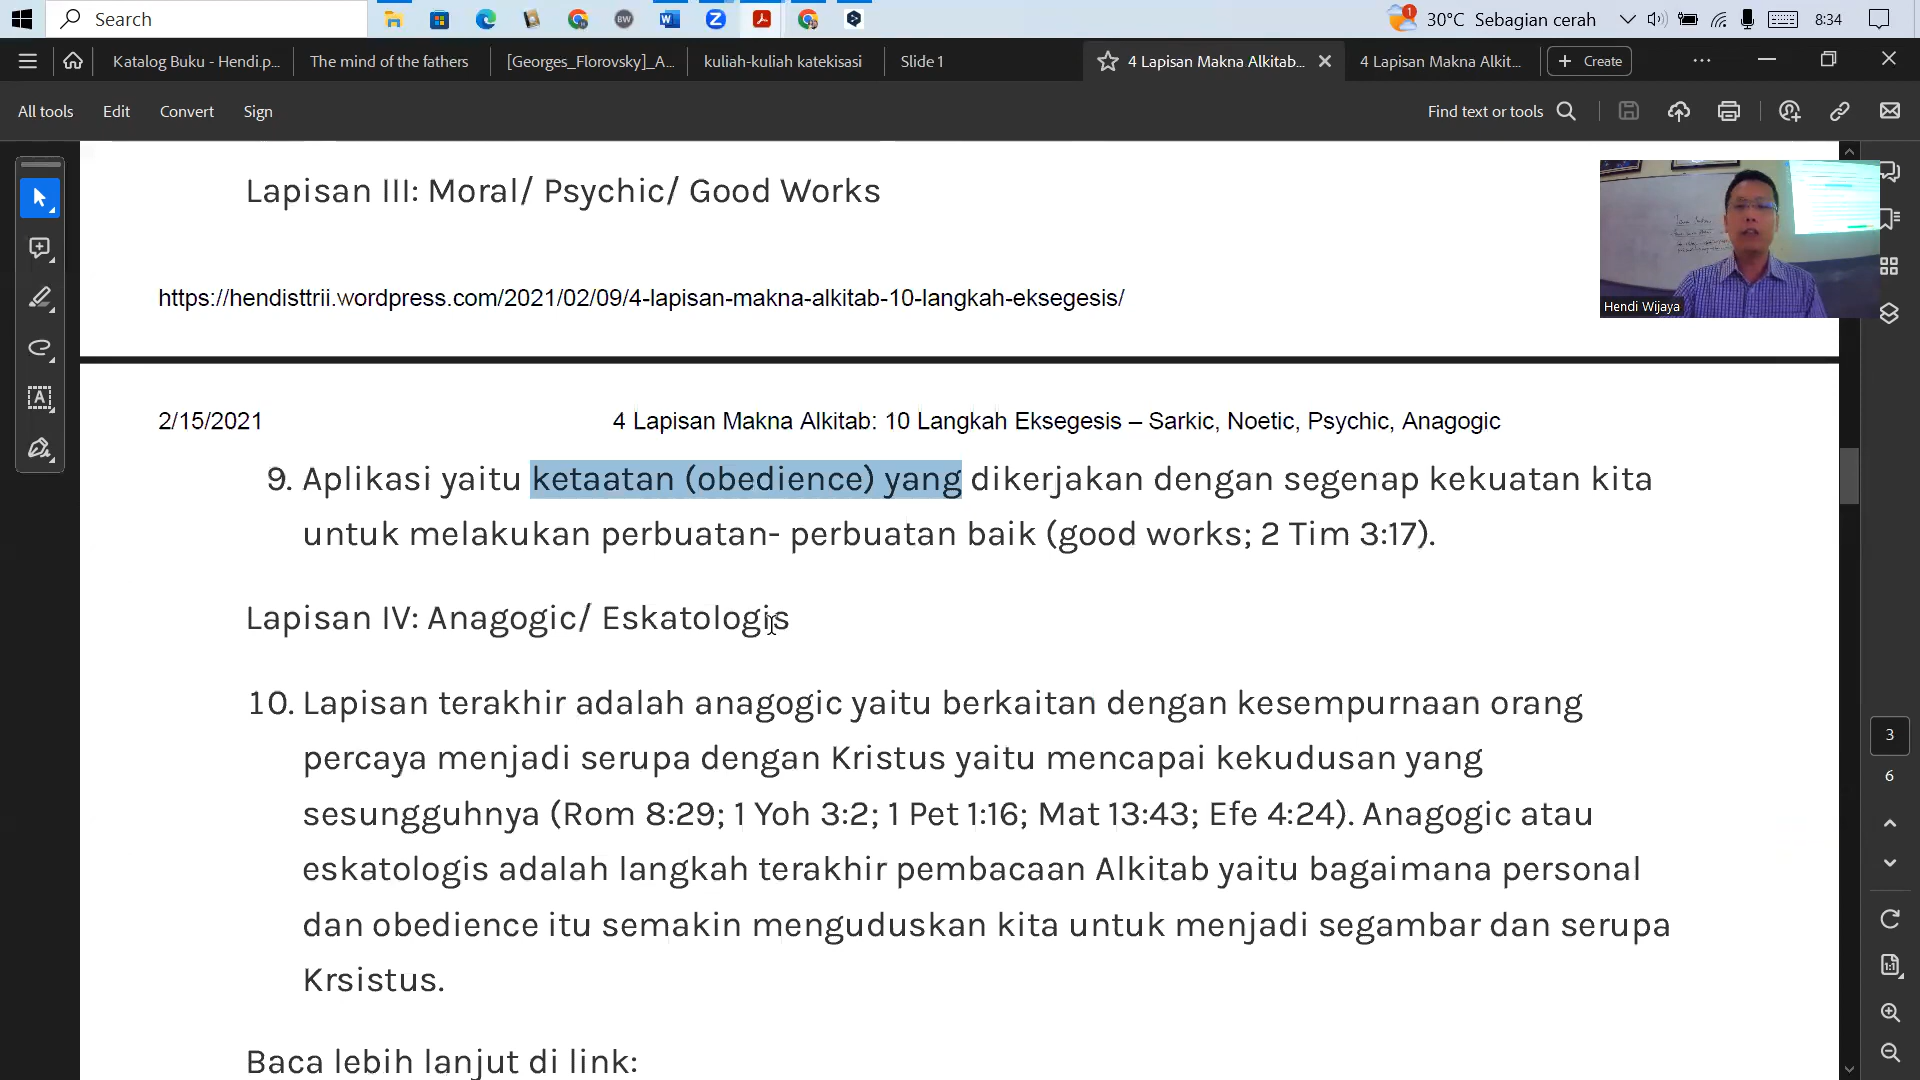 Search
BW
W
Z
1
30°C Sebagian cerah
8:34
Katalog Buku - Hendi.p...
The mind of the fathers
[Georges_Florovsky]_A...
kuliah-kuliah katekisasi
Slide 1
4 Lapisan Makna Alkitab...
4 Lapisan Makna Alkit...
Create
All tools
Edit
Convert
Sign
Find text or tools
Lapisan III: Moral/ Psychic/ Good Works
Hendi Wijaya
https://hendisttrii.wordpress.com/2021/02/09/4-lapisan-makna-alkitab-10-langkah-eksegesis/
2/15/2021
4 Lapisan Makna Alkitab: 10 Langkah Eksegesis – Sarkic, Noetic, Psychic, Anagogic
9. Aplikasi yaitu ketaatan (obedience) yang dikerjakan dengan segenap kekuatan kita
untuk melakukan perbuatan- perbuatan baik (good works; 2 Tim 3:17).
Lapisan IV: Anagogic/ Eskatologis
10. Lapisan terakhir adalah anagogic yaitu berkaitan dengan kesempurnaan orang
percaya menjadi serupa dengan Kristus yaitu mencapai kekudusan yang
sesungguhnya (Rom 8:29; 1 Yoh 3:2; 1 Pet 1:16; Mat 13:43; Efe 4:24). Anagogic atau
eskatologis adalah langkah terakhir pembacaan Alkitab yaitu bagaimana personal
dan obedience itu semakin menguduskan kita untuk menjadi segambar dan serupa
Krsistus.
Baca lebih lanjut di link:
3
6
1:1